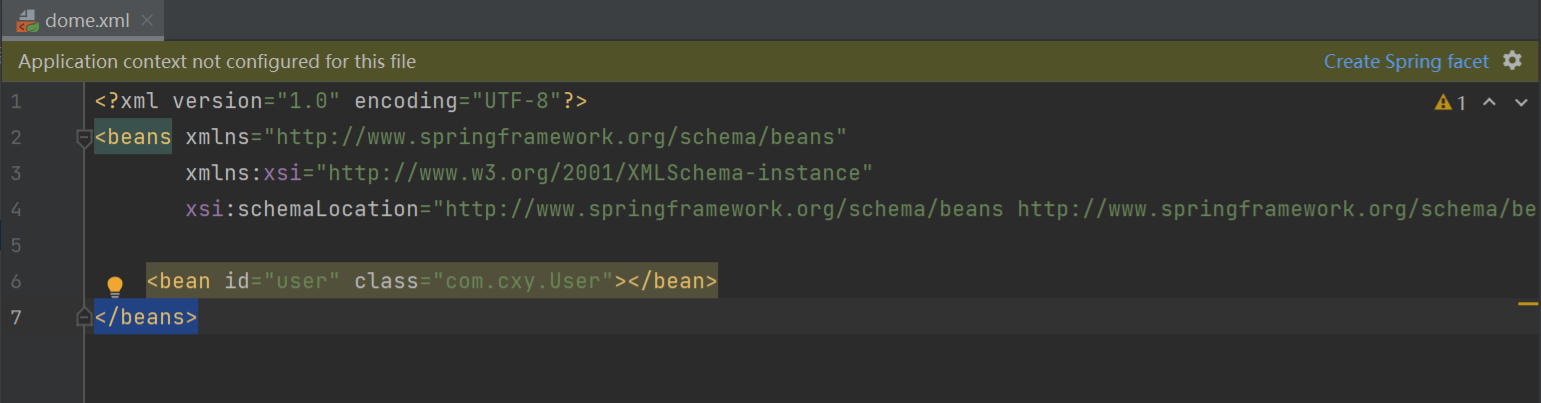 dome.xml
Application context not configured for this file Create Spring facet
1 <?xml version="1.0" encoding="UTF-8"?> 1
2 <beans xmlns="http://www.springframework.org/schema/beans"
3 xmlns:xsi="http://www.w3.org/2001/XMLSchema-instance"
4 xsi:schemaLocation="http://www.springframework.org/schema/beans http://www.springframework.org/schema/be
5
6 <bean id="user" class="com.cxy.User"></bean>
7 </beans>